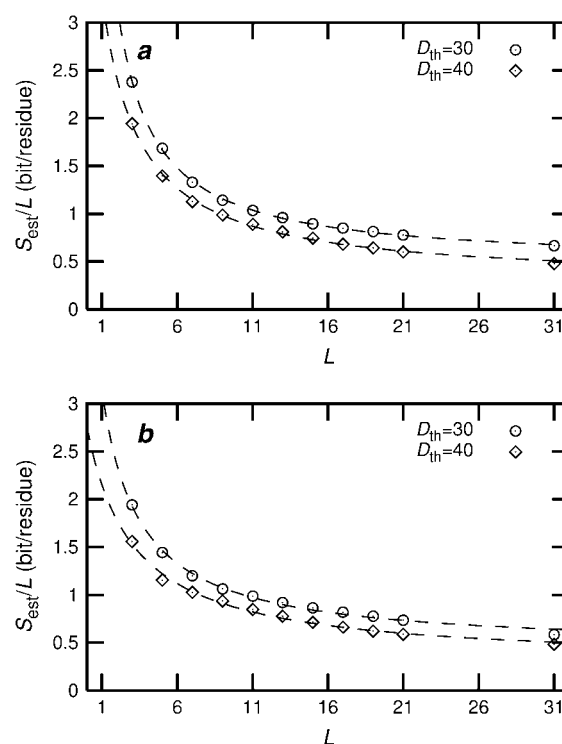 3
a
D_th=30
D_th=40
2.5
2
1.5
1
0.5
0
S_est/L (bit/residue)
1 6 11 16 21 26 31
L
3
b
D_th=30
D_th=40
2.5
2
1.5
1
0.5
0
S_est/L (bit/residue)
1 6 11 16 21 26 31
L